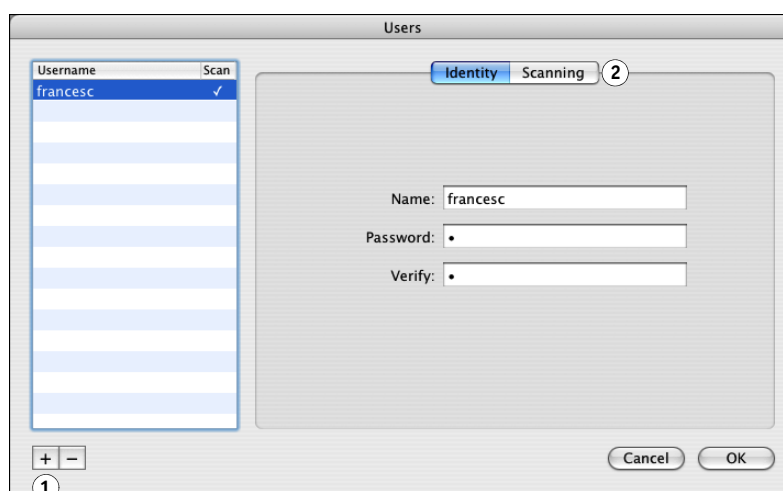 Users
Username Scan
francesc ✓
Identity Scanning 2
Name: francesc
Password: •
Verify: •
+ −
Cancel OK
1